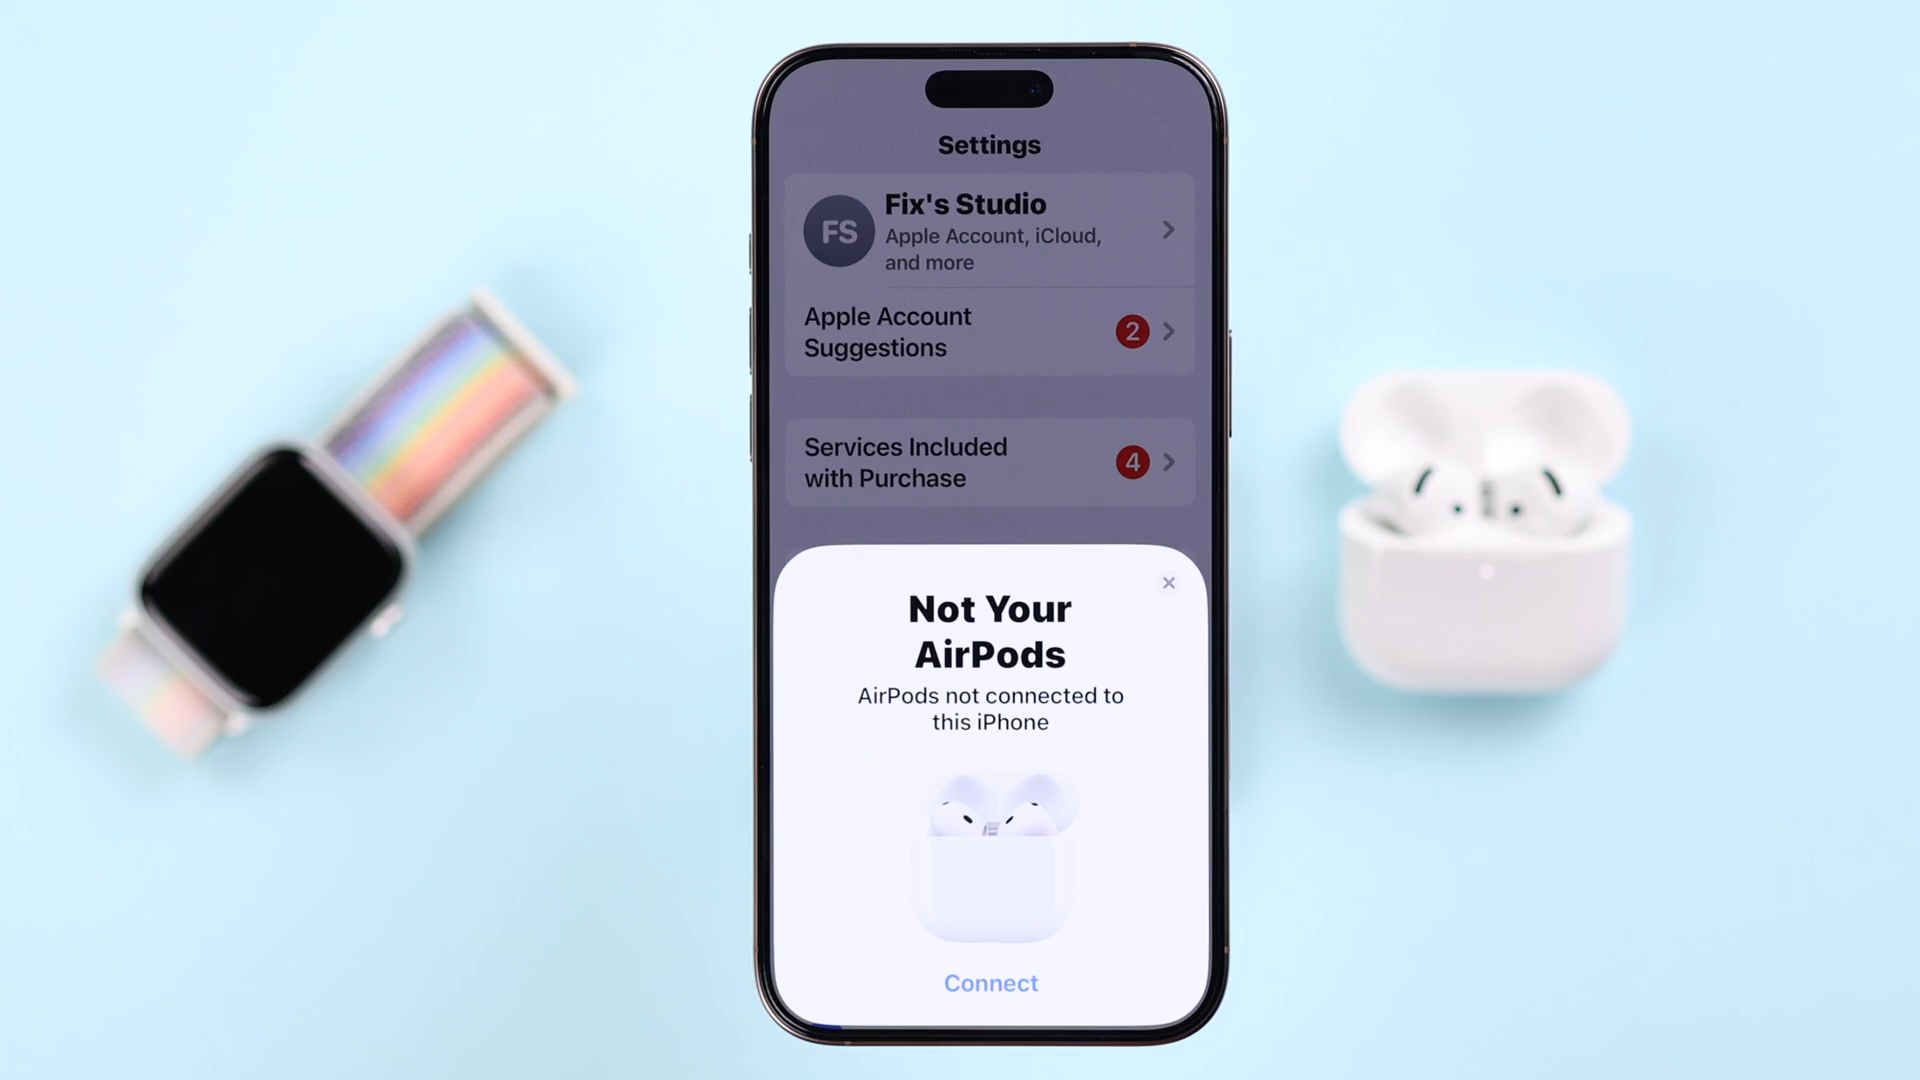 Settings
FS
Fix's Studio
Apple Account, iCloud,
and more
Apple Account
Suggestions
2
Services Included
with Purchase
4
Not Your
AirPods
AirPods not connected to
this iPhone
Connect